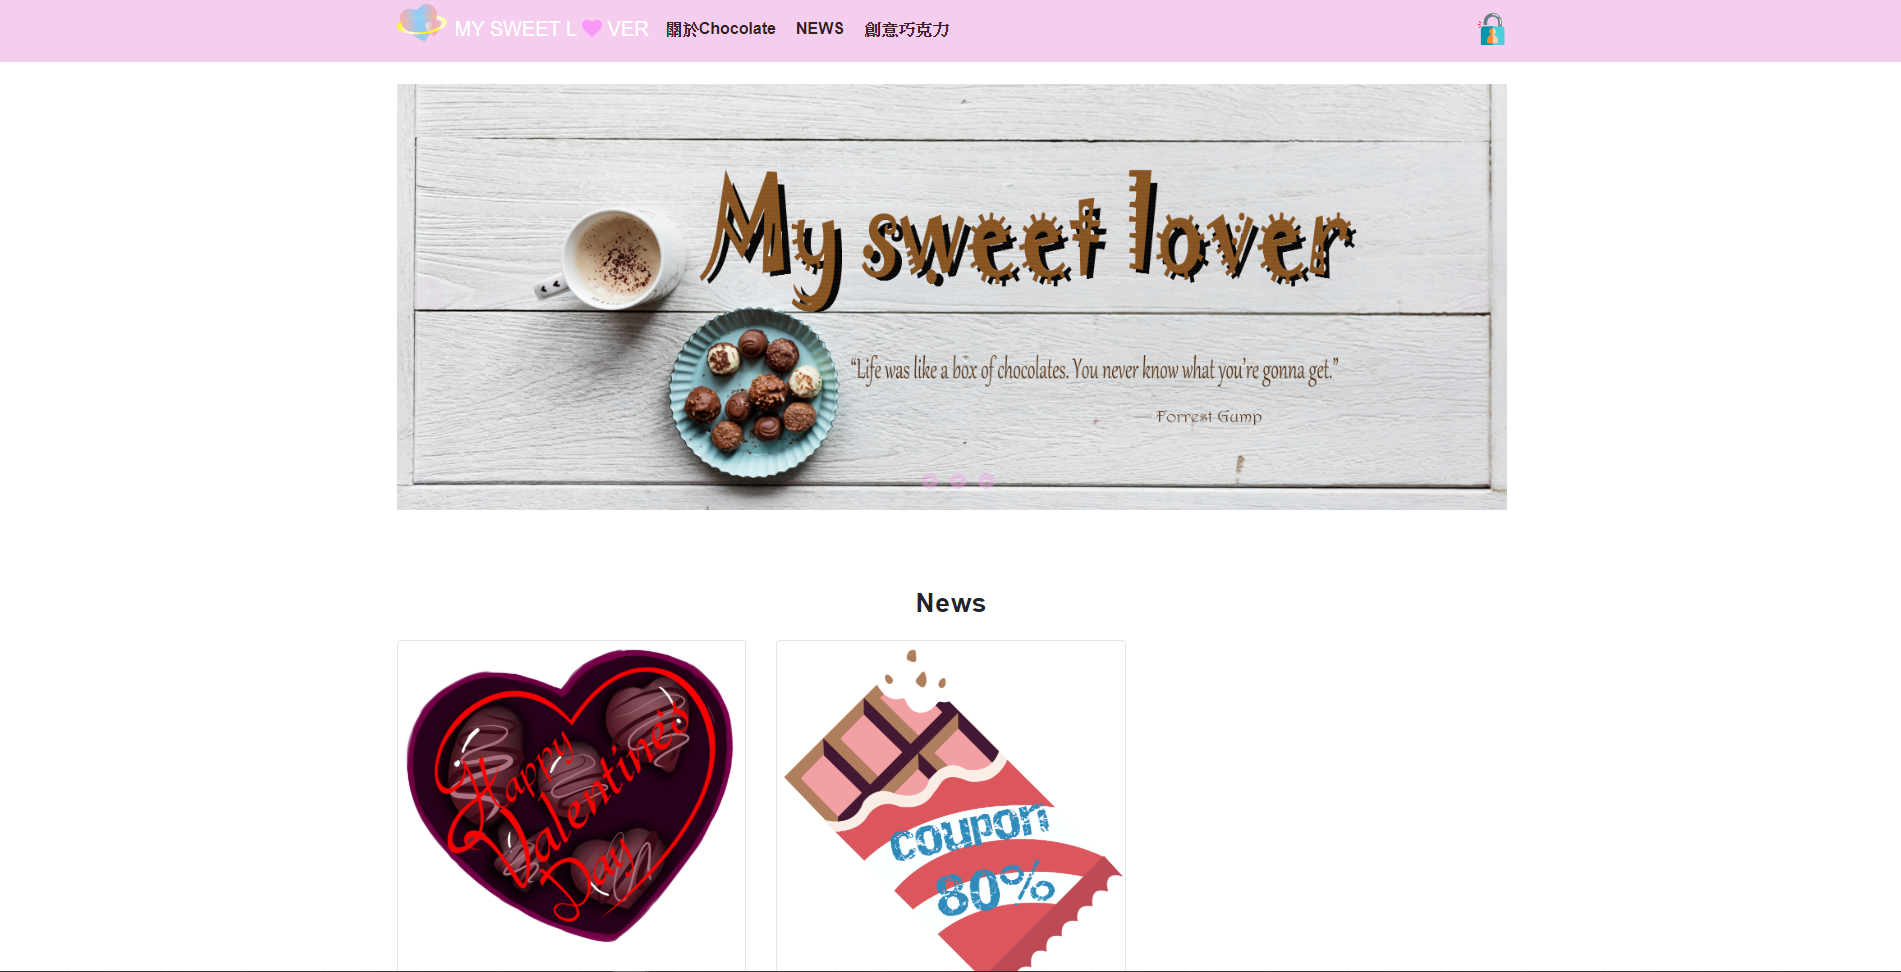 MY SWEET L VER 關於Chocolate NEWS 創意巧克力
My sweet lover
“Life was like a box of chocolates. You never know what you’re gonna get.”
— Forrest Gump
News
Happy
Valentines
Day
coupon
80%